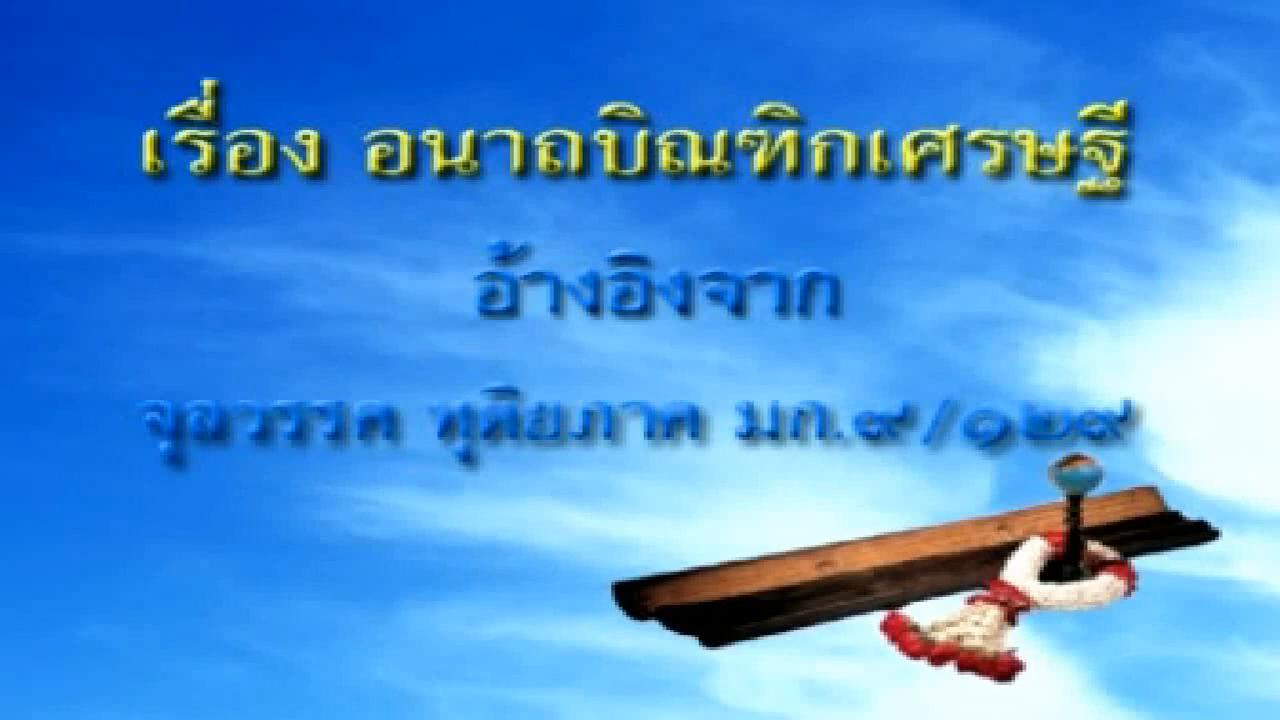 เรื่อง อนาถบิณฑิกเศรษฐี
อ้างอิงจาก
จุลวรรค ทุติยภาค มก.๙/๑๒๙